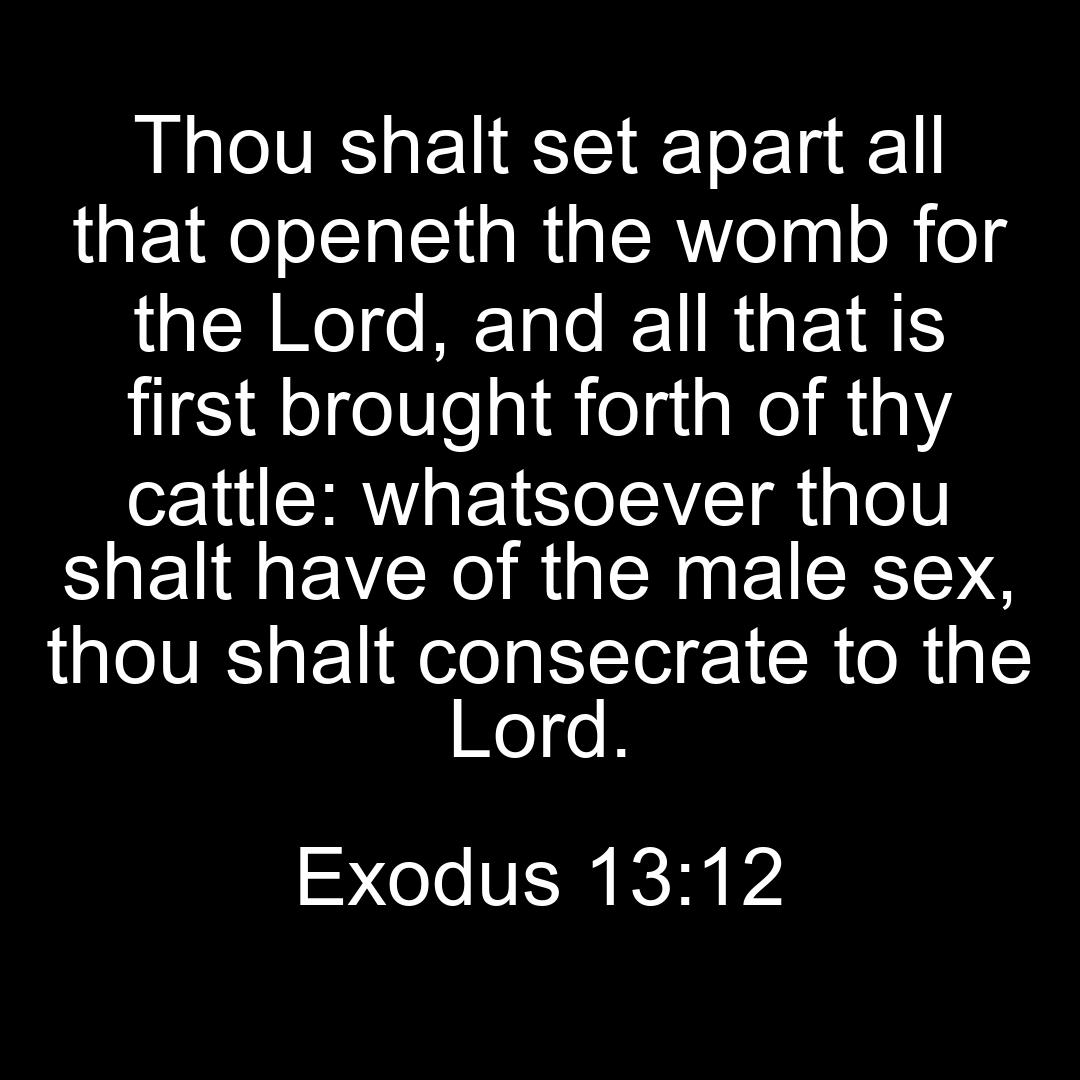 Thou shalt set apart all
that openeth the womb for
the Lord, and all that is
first brought forth of thy
cattle: whatsoever thou
shalt have of the male sex,
thou shalt consecrate to the
Lord.
Exodus 13:12